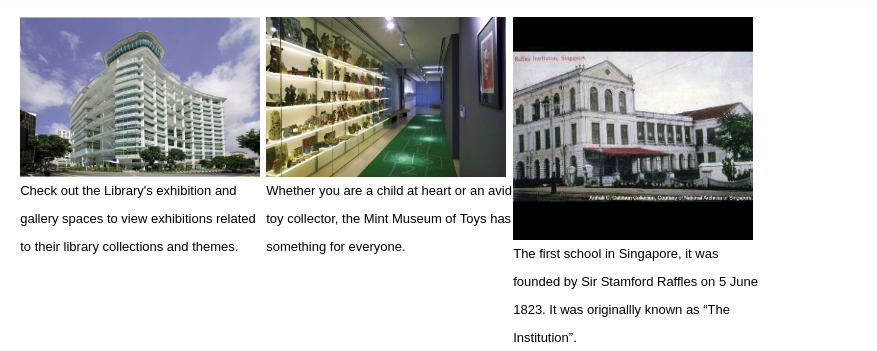 Check out the Library's exhibition and
gallery spaces to view exhibitions related
to their library collections and themes.
Whether you are a child at heart or an avid
toy collector, the Mint Museum of Toys has
something for everyone.
Raffles Institution, Singapore
Arshak C. Galstaun Collection, Courtesy of National Archives of Singapore
The first school in Singapore, it was
founded by Sir Stamford Raffles on 5 June
1823. It was originallly known as “The
Institution”.